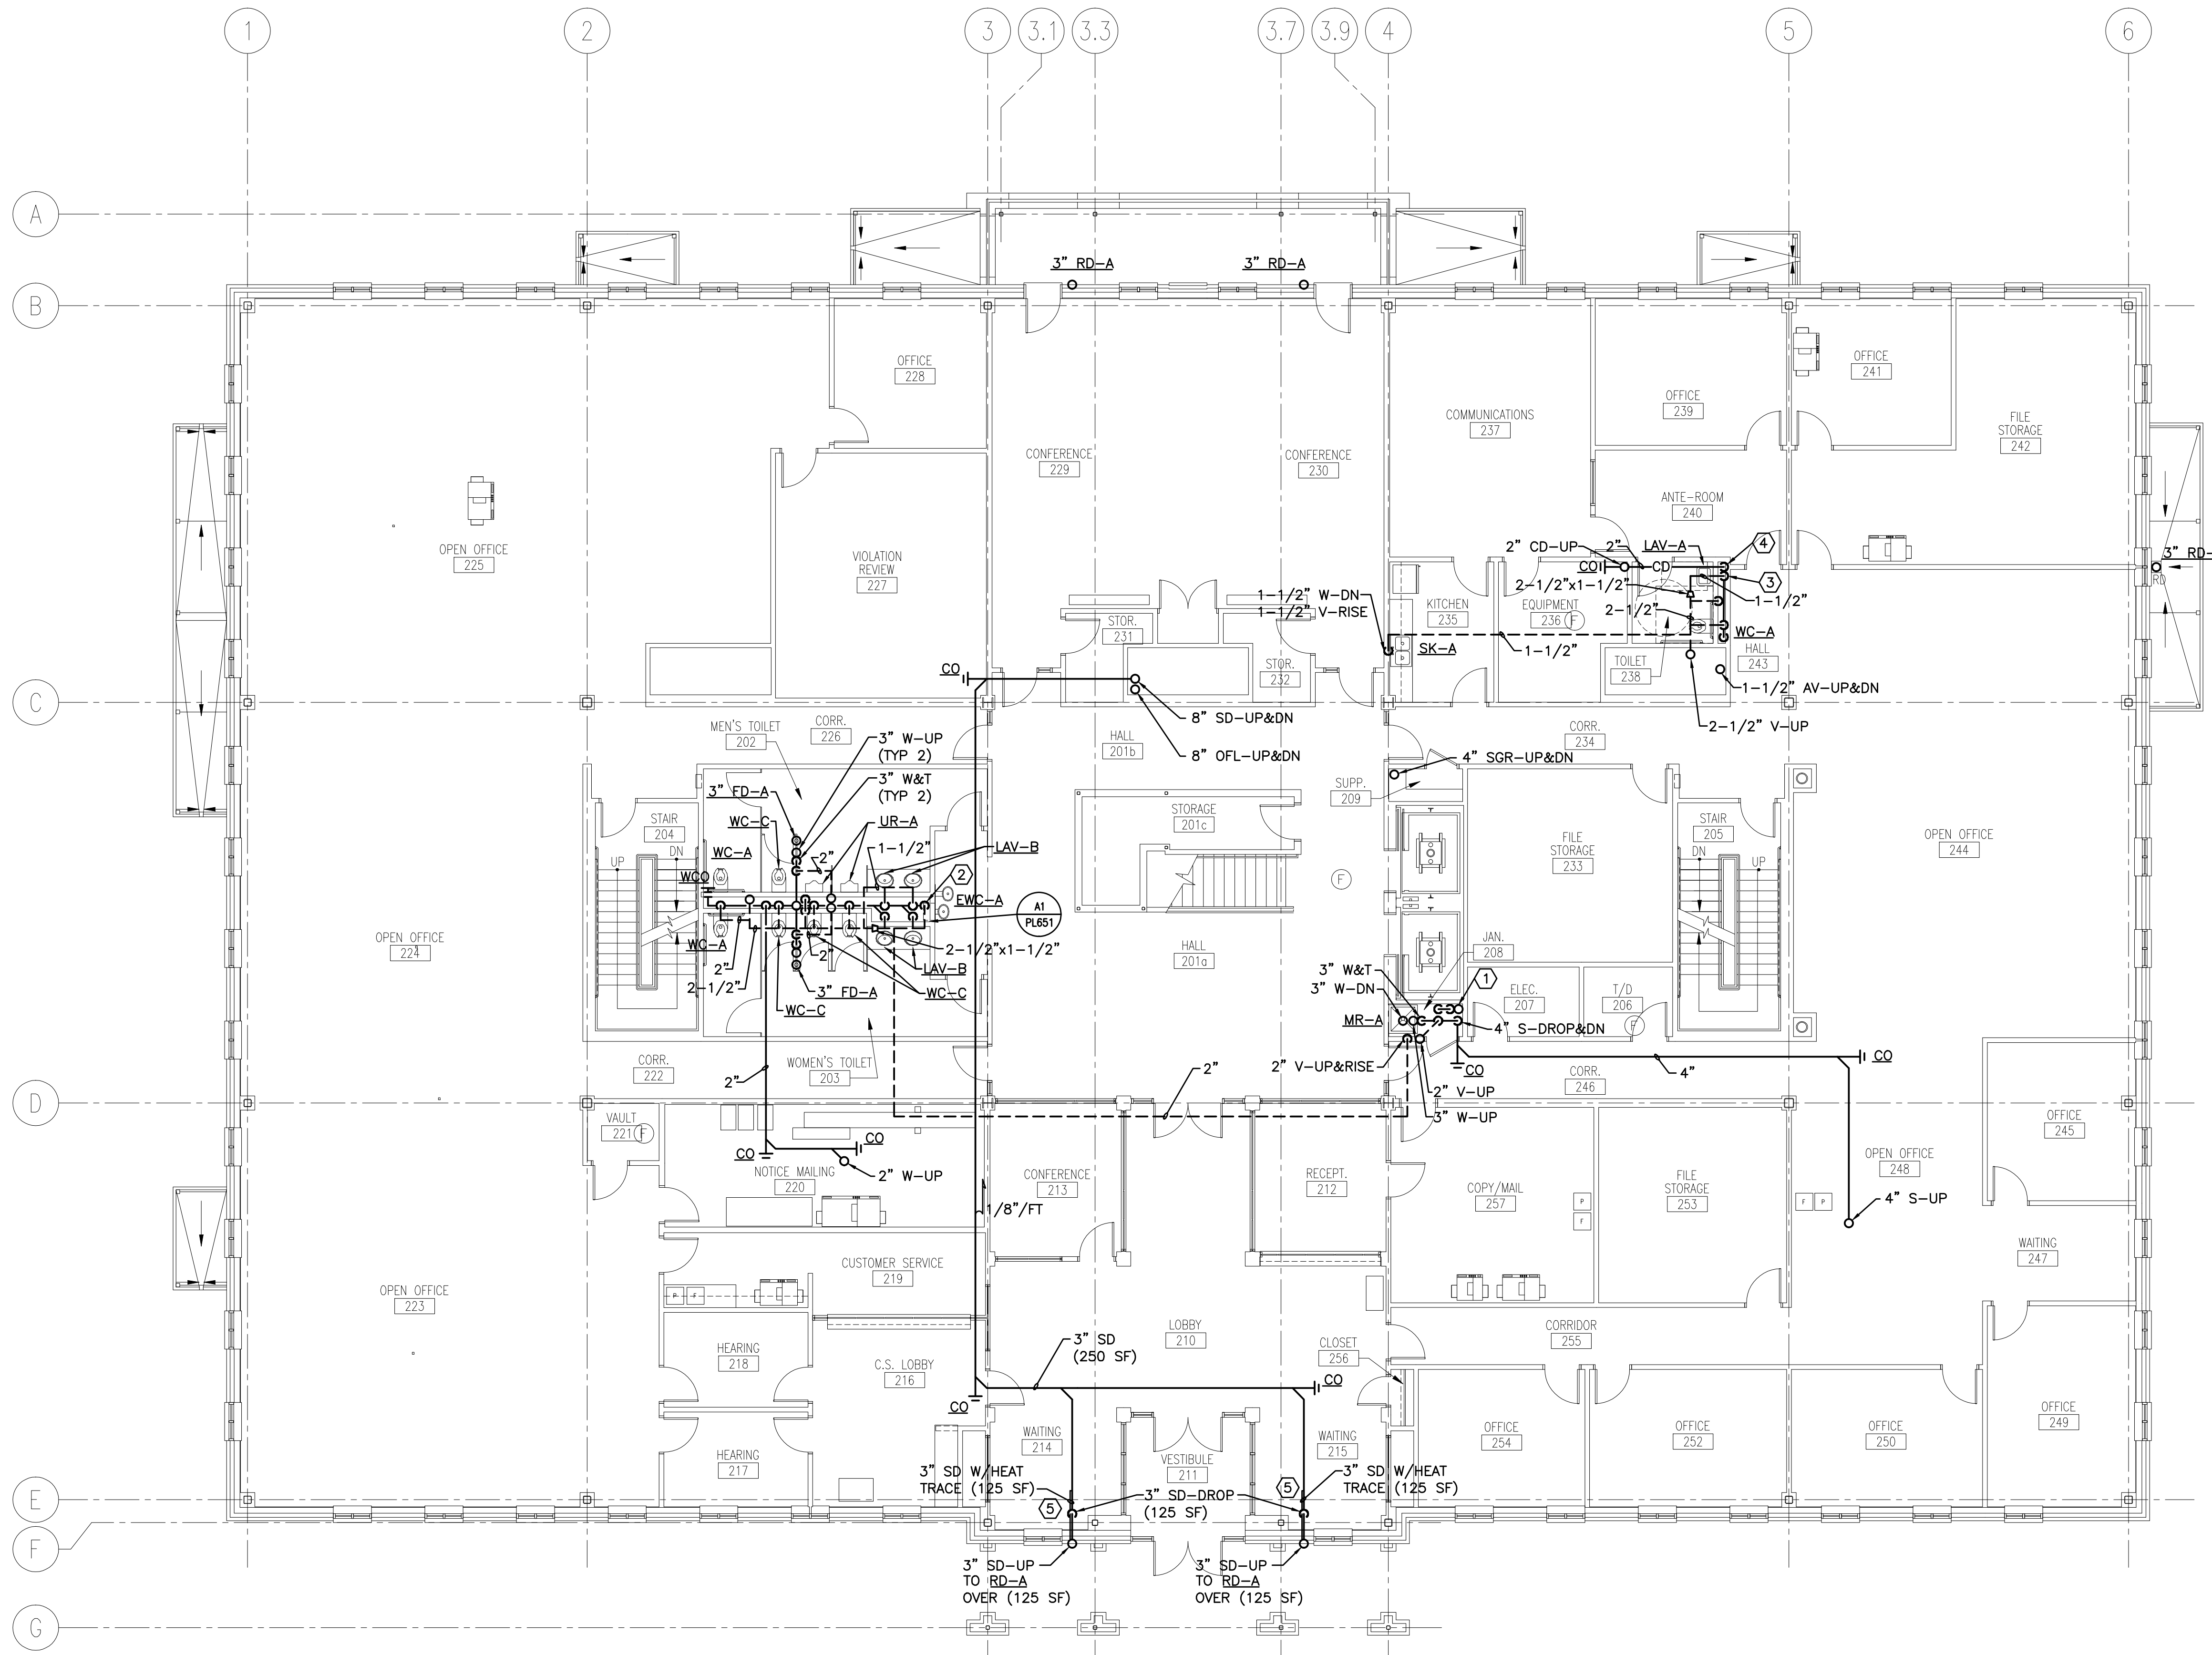 1
2
3
3.1
3.3
3.7
3.9
4
5
6
A
B
C
D
E
F
G
3" RD-A
3" RD-A
OFFICE
228
CONFERENCE
229
CONFERENCE
230
COMMUNICATIONS
237
OFFICE
239
OFFICE
241
FILE
STORAGE
242
OPEN OFFICE
225
VIOLATION
REVIEW
227
ANTE-ROOM
240
2" CD-UP
2"
LAV-A
4
CO
CD
3
2-1/2"x1-1/2"
1-1/2"
2-1/2"
3" RD-
RD
1-1/2" W-DN
1-1/2" V-RISE
KITCHEN
235
EQUIPMENT
236
F
SK-A
1-1/2"
WC-A
TOILET
238
HALL
243
1-1/2" AV-UP&DN
2-1/2" V-UP
STOR.
231
STOR.
232
CO
8" SD-UP&DN
8" OFL-UP&DN
HALL
201b
MEN'S TOILET
202
CORR.
226
3" W-UP
(TYP 2)
3" W&T
(TYP 2)
3" FD-A
WC-C
UR-A
2"
1-1/2"
LAV-B
WC-A
WCO
2
EWC-A
A1
PL651
2-1/2"x1-1/2"
LAV-B
WC-A
2"
2"
2-1/2"
3" FD-A
WC-C
WC-C
STAIR
204
UP
DN
WOMEN'S TOILET
203
CORR.
222
2"
OPEN OFFICE
224
STORAGE
201c
F
HALL
201a
CORR.
234
4" SGR-UP&DN
SUPP.
209
FILE
STORAGE
233
STAIR
205
DN
UP
OPEN OFFICE
244
JAN.
208
3" W&T
3" W-DN
1
MR-A
ELEC.
207
T/D
206
F
4" S-DROP&DN
2" V-UP&RISE
CO
2" V-UP
3" W-UP
4"
CO
CORR.
246
2"
VAULT
221
F
CO
CO
2" W-UP
NOTICE MAILING
220
1/8"/FT
CONFERENCE
213
RECEPT.
212
COPY/MAIL
257
P
F
FILE
STORAGE
253
F
P
OPEN OFFICE
248
4" S-UP
OFFICE
245
WAITING
247
OPEN OFFICE
223
CUSTOMER SERVICE
219
P
F
HEARING
218
C.S. LOBBY
216
HEARING
217
3" SD
(250 SF)
LOBBY
210
CLOSET
256
CORRIDOR
255
CO
CO
WAITING
214
VESTIBULE
211
WAITING
215
OFFICE
254
OFFICE
252
OFFICE
250
OFFICE
249
3" SD W/HEAT
TRACE (125 SF)
5
3" SD-DROP
(125 SF)
5
3" SD W/HEAT
TRACE (125 SF)
3" SD-UP
TO RD-A
OVER (125 SF)
3" SD-UP
TO RD-A
OVER (125 SF)